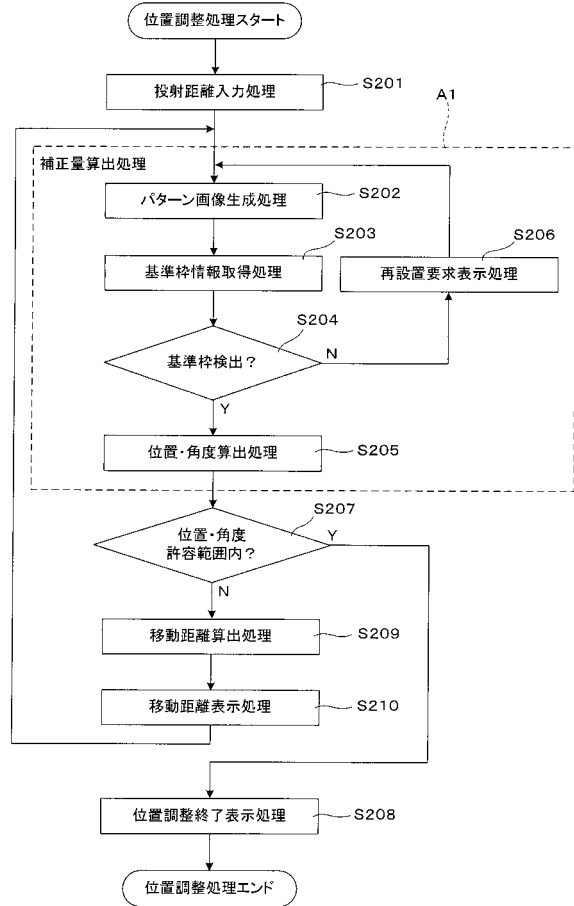 位置調整処理スタート
投射距離入力処理
S201
A1
補正量算出処理
パターン画像生成処理
S202
S203
基準枠情報取得処理
S206
再設置要求表示処理
S204
基準枠検出?
N
Y
位置・角度算出処理
S205
S207
位置・角度
許容範囲内?
Y
N
移動距離算出処理
S209
移動距離表示処理
S210
位置調整終了表示処理
S208
位置調整処理エンド